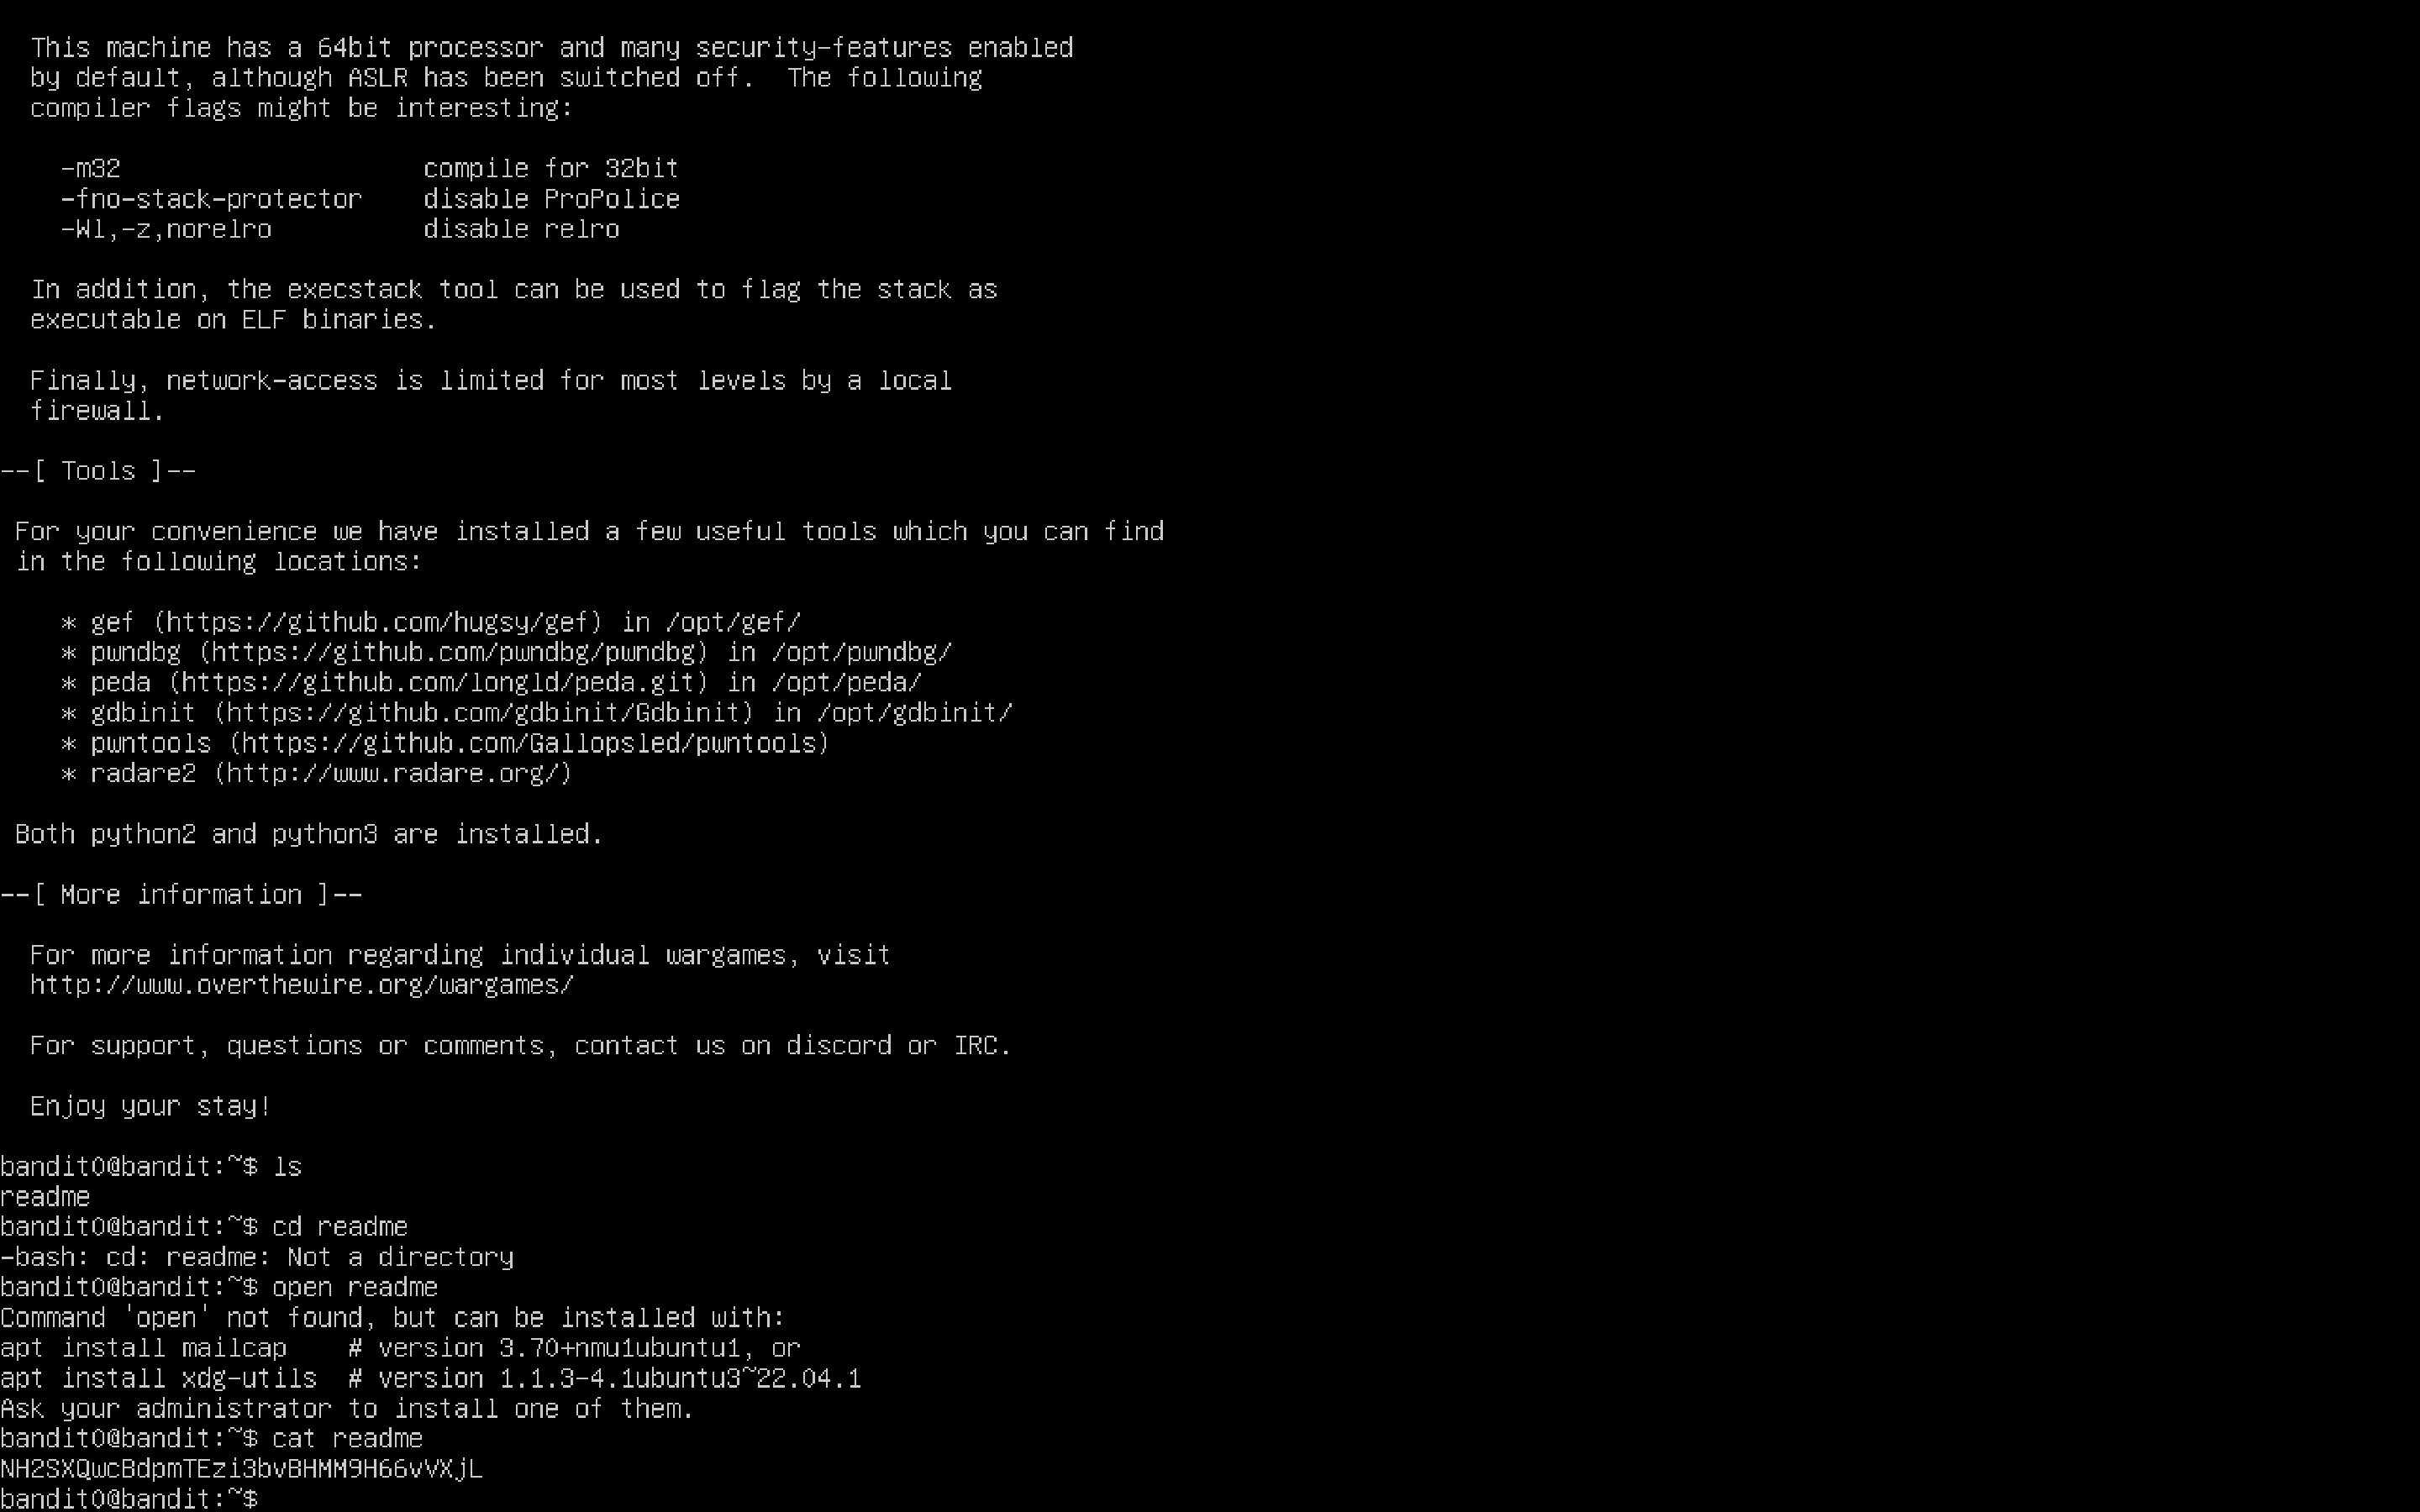 This machine has a 64bit processor and many security-features enabled
by default, although ASLR has been switched off.  The following
compiler flags might be interesting:
-m32                    compile for 32bit
-fno-stack-protector    disable ProPolice
-Wl,-z,norelro          disable relro
In addition, the execstack tool can be used to flag the stack as
executable on ELF binaries.
Finally, network-access is limited for most levels by a local
firewall.
--[ Tools ]--
For your convenience we have installed a few useful tools which you can find
in the following locations:
* gef (https://github.com/hugsy/gef) in /opt/gef/
* pwndbg (https://github.com/pwndbg/pwndbg) in /opt/pwndbg/
* peda (https://github.com/longld/peda.git) in /opt/peda/
* gdbinit (https://github.com/gdbinit/Gdbinit) in /opt/gdbinit/
* pwntools (https://github.com/Gallopsled/pwntools)
* radare2 (http://www.radare.org/)
Both python2 and python3 are installed.
--[ More information ]--
For more information regarding individual wargames, visit
http://www.overthewire.org/wargames/
For support, questions or comments, contact us on discord or IRC.
Enjoy your stay!
bandit0@bandit:~$ ls
readme
bandit0@bandit:~$ cd readme
-bash: cd: readme: Not a directory
bandit0@bandit:~$ open readme
Command 'open' not found, but can be installed with:
apt install mailcap    # version 3.70+nmu1ubuntu1, or
apt install xdg-utils  # version 1.1.3-4.1ubuntu3~22.04.1
Ask your administrator to install one of them.
bandit0@bandit:~$ cat readme
NH2SXQwcBdpmTEzi3bvBHMM9H66vVXjL
bandit0@bandit:~$